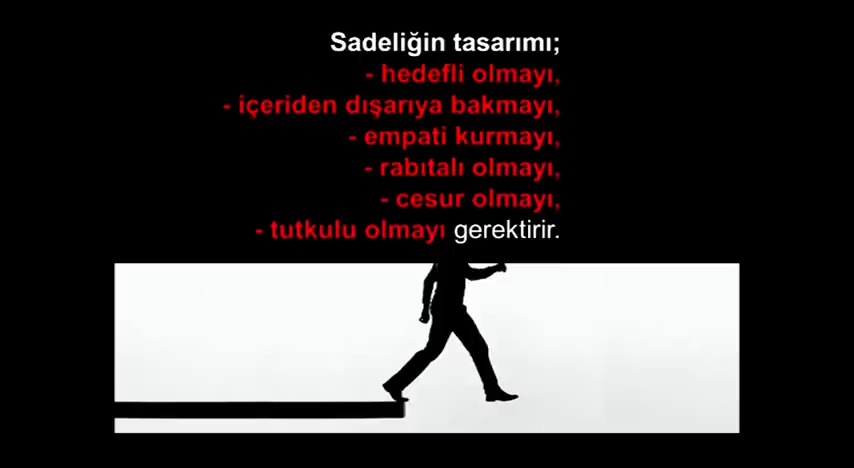 Sadeliğin tasarımı;
- hedefli olmayı,
- içeriden dışarıya bakmayı,
- empati kurmayı,
- rabıtalı olmayı,
- cesur olmayı,
- tutkulu olmayı gerektirir.